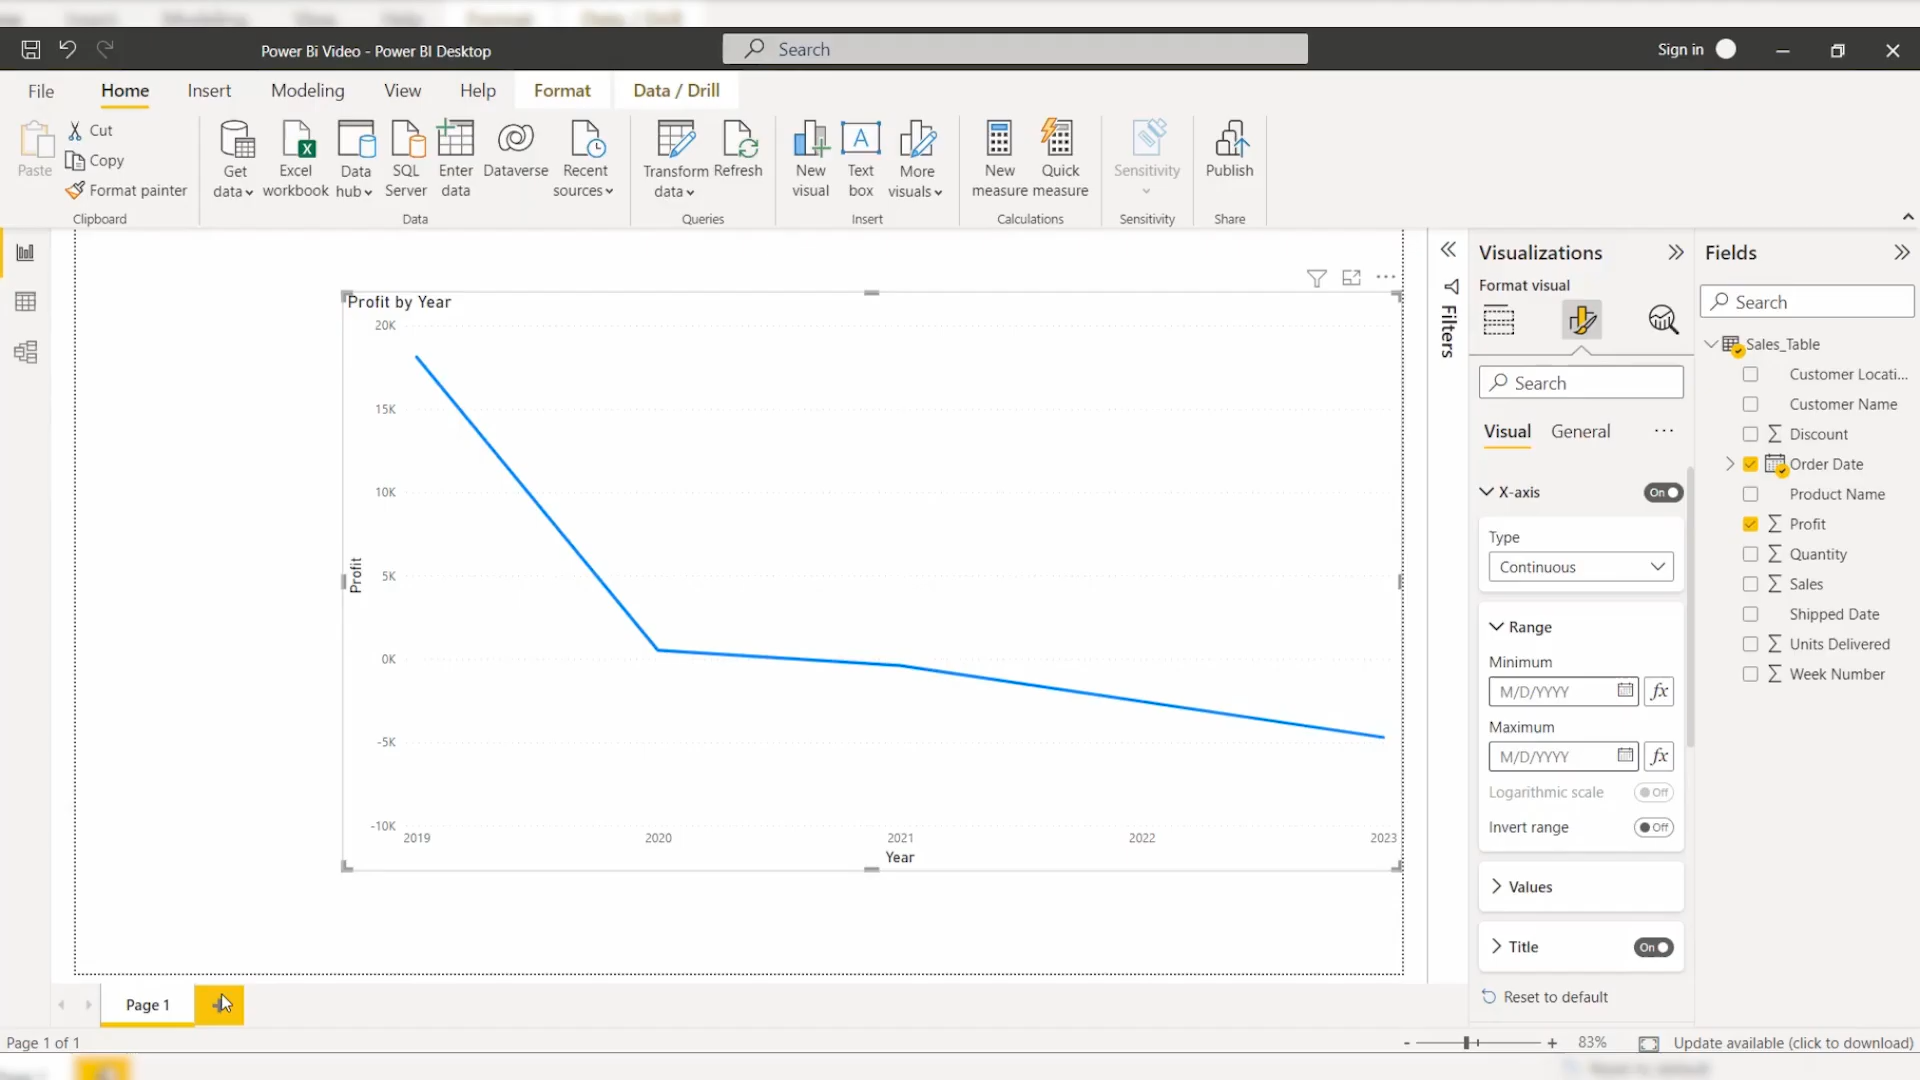 Power Bi Video - Power BI Desktop
Search
Sign in
File
Home
Insert
Modeling
View
Help
Format
Data / Drill
Paste
Cut
Copy
Format painter
Clipboard
Get data
Excel workbook
Data hub
SQL Server
Enter data
Dataverse
Recent sources
Data
Transform data
Refresh
Queries
New visual
A
Text box
More visuals
Insert
New measure
Quick measure
Calculations
Sensitivity
Sensitivity
Publish
Share
Profit by Year
20K
15K
10K
5K
0K
-5K
-10K
Profit
2019
2020
2021
2022
2023
Year
Filters
Visualizations
Format visual
Search
Visual
General
X-axis
On
Type
Continuous
Range
Minimum
M/D/YYYY
fx
Maximum
M/D/YYYY
fx
Logarithmic scale
Off
Invert range
Off
Values
Title
On
Reset to default
Fields
Search
Sales_Table
Customer Locati...
Customer Name
Discount
Order Date
Product Name
Profit
Quantity
Sales
Shipped Date
Units Delivered
Week Number
Page 1
Page 1 of 1
- + 83%
Update available (click to download)